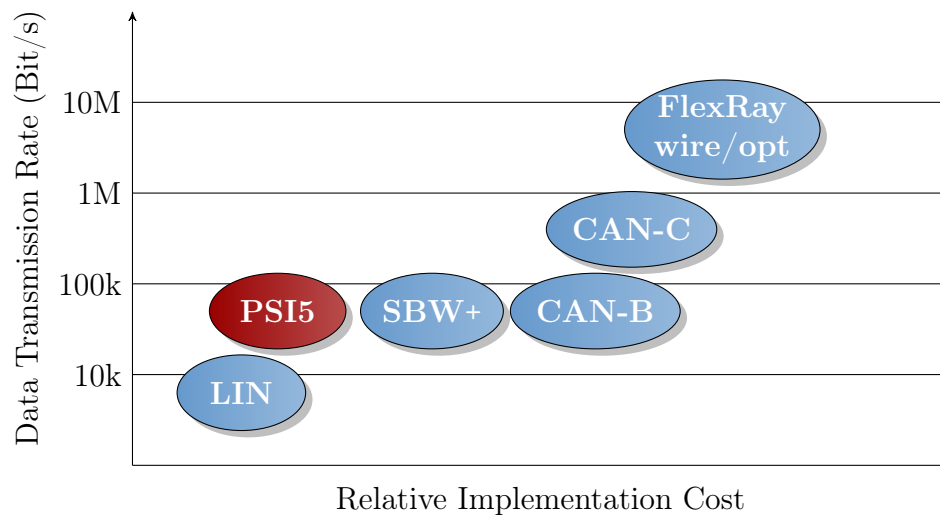 Data Transmission Rate (Bit/s)
10M
1M
100k
10k
FlexRay
wire/opt
CAN-C
PSI5
SBW+
CAN-B
LIN
Relative Implementation Cost